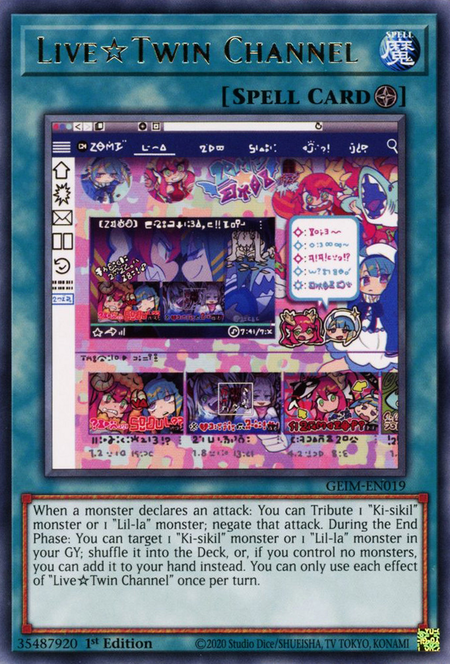 LIVE☆TWIN CHANNEL
SPELL
魔
[SPELL CARD]
GEIM-EN019
When a monster declares an attack: You can Tribute 1 "Ki-sikil"
monster or 1 "Lil-la" monster; negate that attack. During the End
Phase: You can target 1 "Ki-sikil" monster or 1 "Lil-la" monster in
your GY; shuffle it into the Deck, or, if you control no monsters,
you can add it to your hand instead. You can only use each effect
of "Live☆Twin Channel" once per turn.
35487920 1st Edition ©2020 Studio Dice/SHUEISHA, TV TOKYO, KONAMI